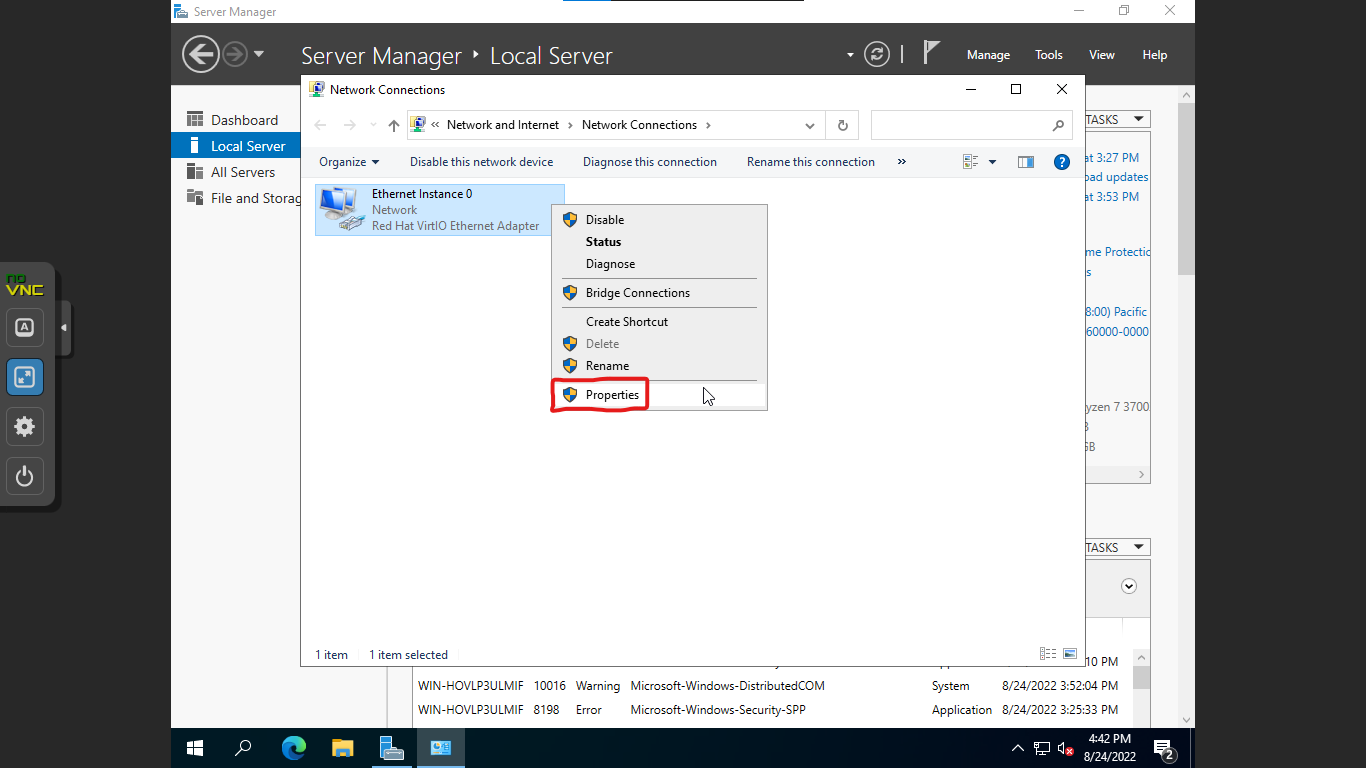 Server Manager
Server Manager Local Server
Manage Tools View Help
Network Connections
Dashboard
Local Server
All Servers
File and Storag
« Network and Internet > Network Connections >
Organize Disable this network device Diagnose this connection Rename this connection »
Ethernet Instance 0
Network
Red Hat VirtIO Ethernet Adapter
Disable
Status
Diagnose
Bridge Connections
Create Shortcut
Delete
Rename
Properties
no
VNC
A
TASKS
at 3:27 PM
oad updates
at 3:53 PM
me Protectic
s
8:00) Pacific
60000-0000
yzen 7 3700
GB
TASKS
1 item 1 item selected
10 PM
WIN-HOVLP3ULMIF 10016 Warning Microsoft-Windows-DistributedCOM System 8/24/2022 3:52:04 PM
WIN-HOVLP3ULMIF 8198 Error Microsoft-Windows-Security-SPP Application 8/24/2022 3:25:33 PM
4:42 PM
8/24/2022
2